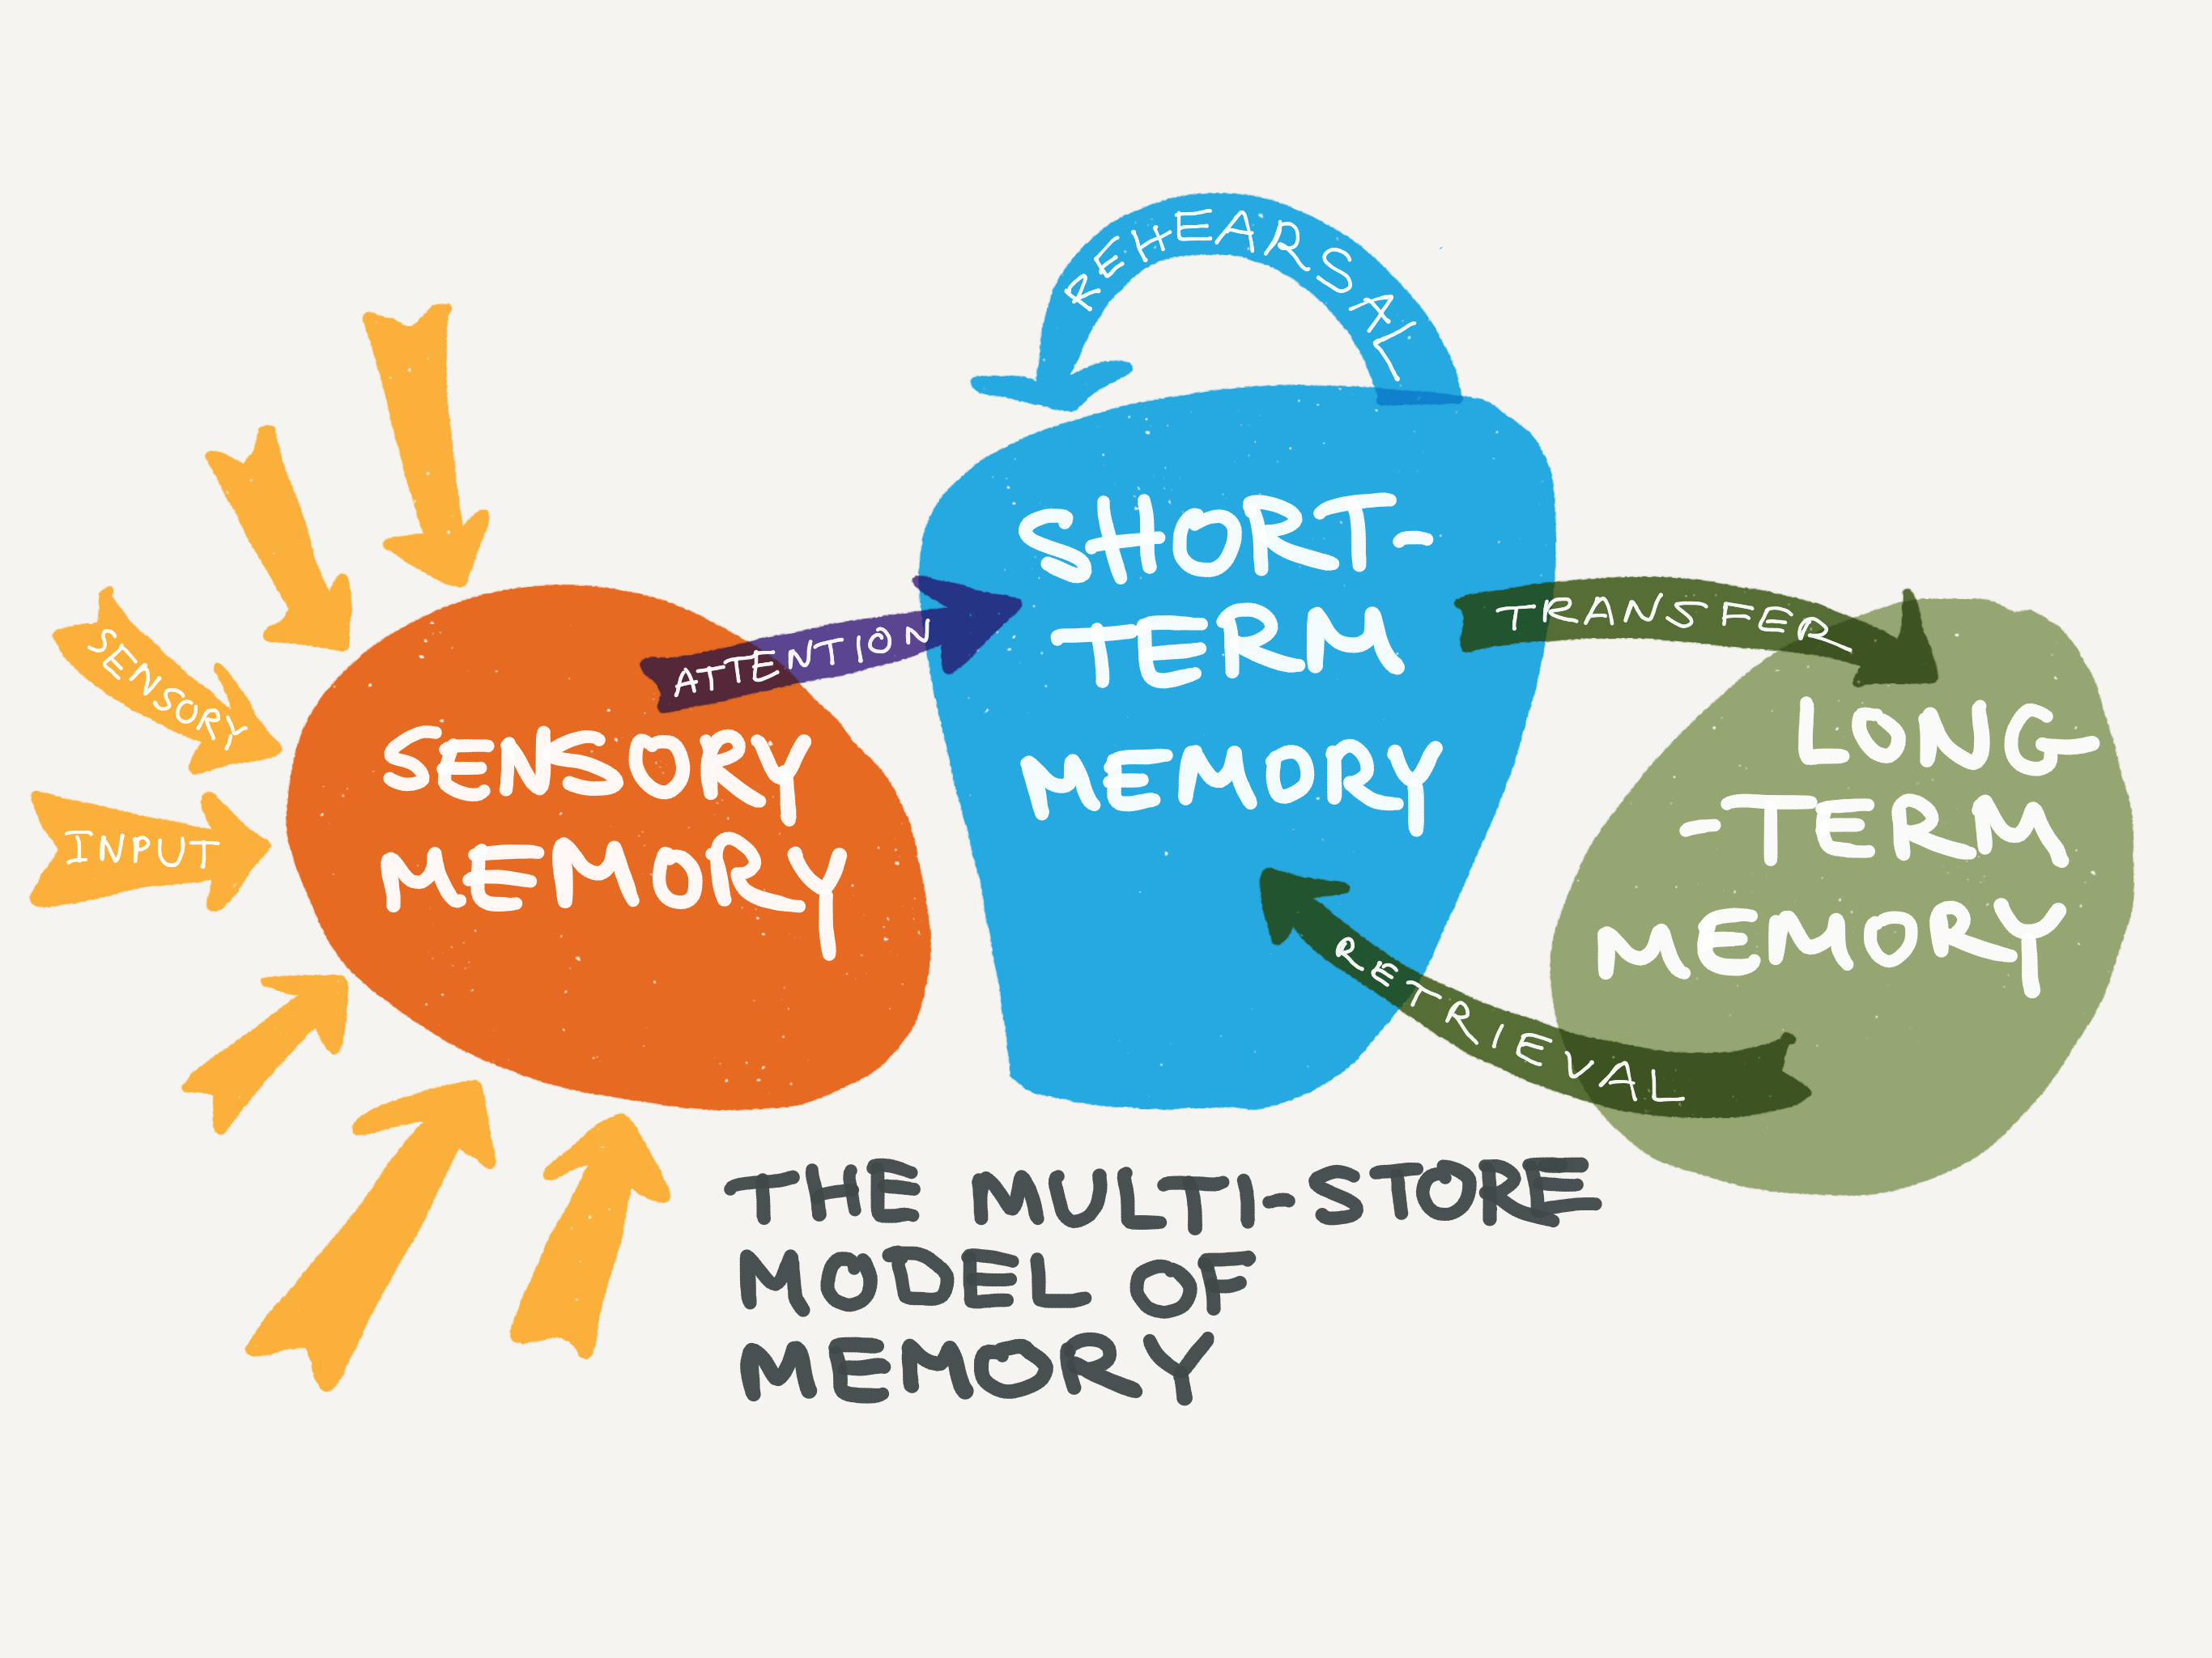 REHEARSAL
SENSORY
INPUT
SENSORY
MEMORY
ATTENTION
SHORT-
TERM
MEMORY
TRANSFER
LONG
-TERM
MEMORY
RETRIEVAL
THE MULTI-STORE
MODEL OF
MEMORY